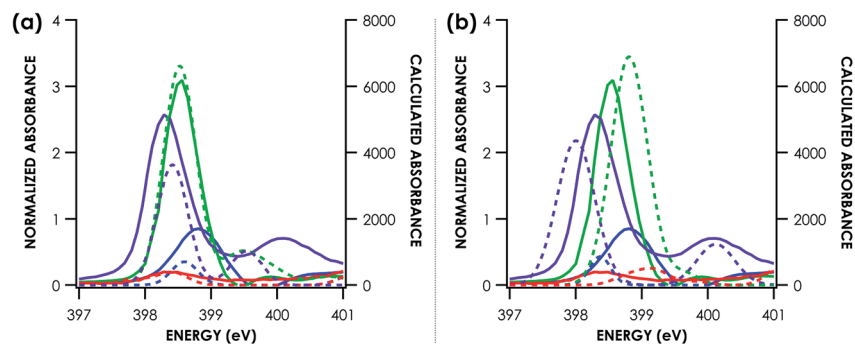 (a)
NORMALIZED ABSORBANCE
4
3
2
1
0
8000
6000
4000
2000
0
CALCULATED ABSORBANCE
397 398 399 400 401
ENERGY (eV)
(b)
NORMALIZED ABSORBANCE
4
3
2
1
0
8000
6000
4000
2000
0
CALCULATED ABSORBANCE
397 398 399 400 401
ENERGY (eV)